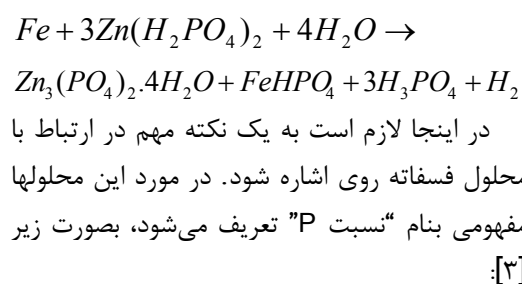 Fe + 3Zn(H₂PO₄)₂ + 4H₂O →
Zn₃(PO₄)₂.4H₂O + FeHPO₄ + 3H₃PO₄ + H₂
در اینجا لازم است به یک نکته مهم در ارتباط با
محلول فسفاته روی اشاره شود. در مورد این محلولها
مفهومی بنام “نسبت P” تعریف می‌شود، بصورت زیر
[۳]: